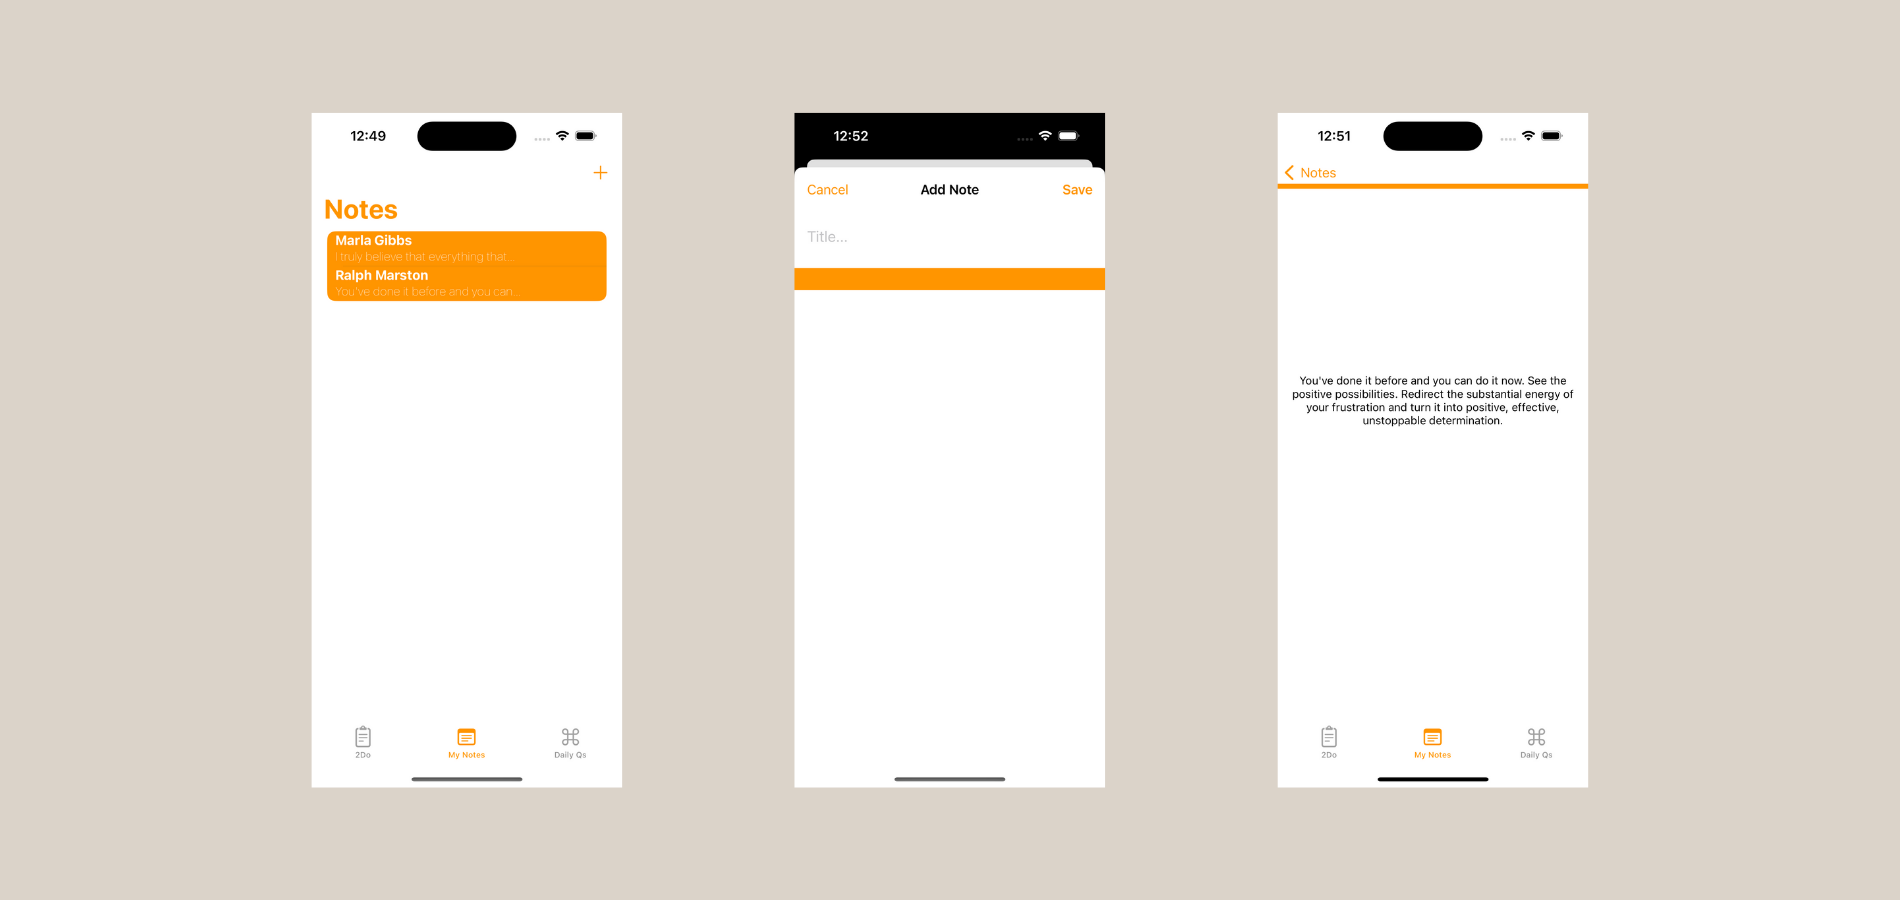 12:49
Notes
Marla Gibbs
I truly believe that everything that...
Ralph Marston
You've done it before and you can...
2Do
My Notes
Daily Qs
12:52
Cancel
Add Note
Save
Title...
12:51
Notes
You've done it before and you can do it now. See the
positive possibilities. Redirect the substantial energy of
your frustration and turn it into positive, effective,
unstoppable determination.
2Do
My Notes
Daily Qs